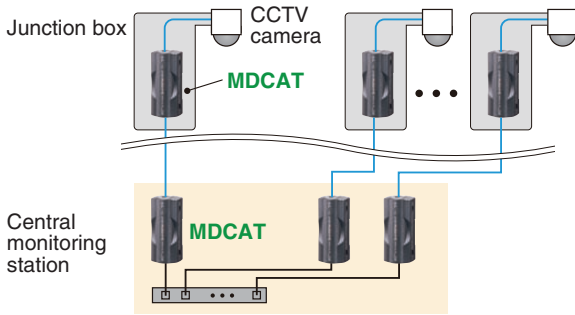 Junction box
CCTV
camera
MDCAT
Central
monitoring
station
MDCAT